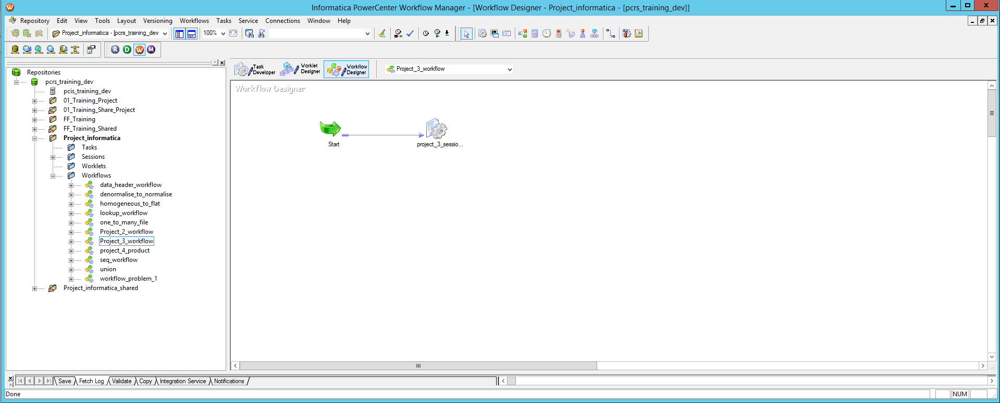 Informatica PowerCenter Workflow Manager - [Workflow Designer - Project_informatica - [pcrs_training_dev]]
Repository Edit View Tools Layout Versioning Workflows Tasks Service Connections Window Help
Project_informatica - [pcrs_training_dev 100%
R D W M
Repositories
pcrs_training_dev
pcis_training_dev
01_Training_Project
01_Training_Share_Project
FF_Training
FF_Training_Shared
Project_informatica
Tasks
Sessions
Worklets
Workflows
data_header_workflow
denormalise_to_normalise
homogeneous_to_flat
lookup_workflow
one_to_many_file
Project_2_workflow
Project_3_workflow
project_4_product
seq_workflow
union
workflow_problem_1
Project_informatica_shared
Task Developer
Worklet Designer
Workflow Designer
Project_3_workflow
Workflow Designer
Start
project_3_sessio...
Save Fetch Log Validate Copy Integration Service Notifications
Done
NUM